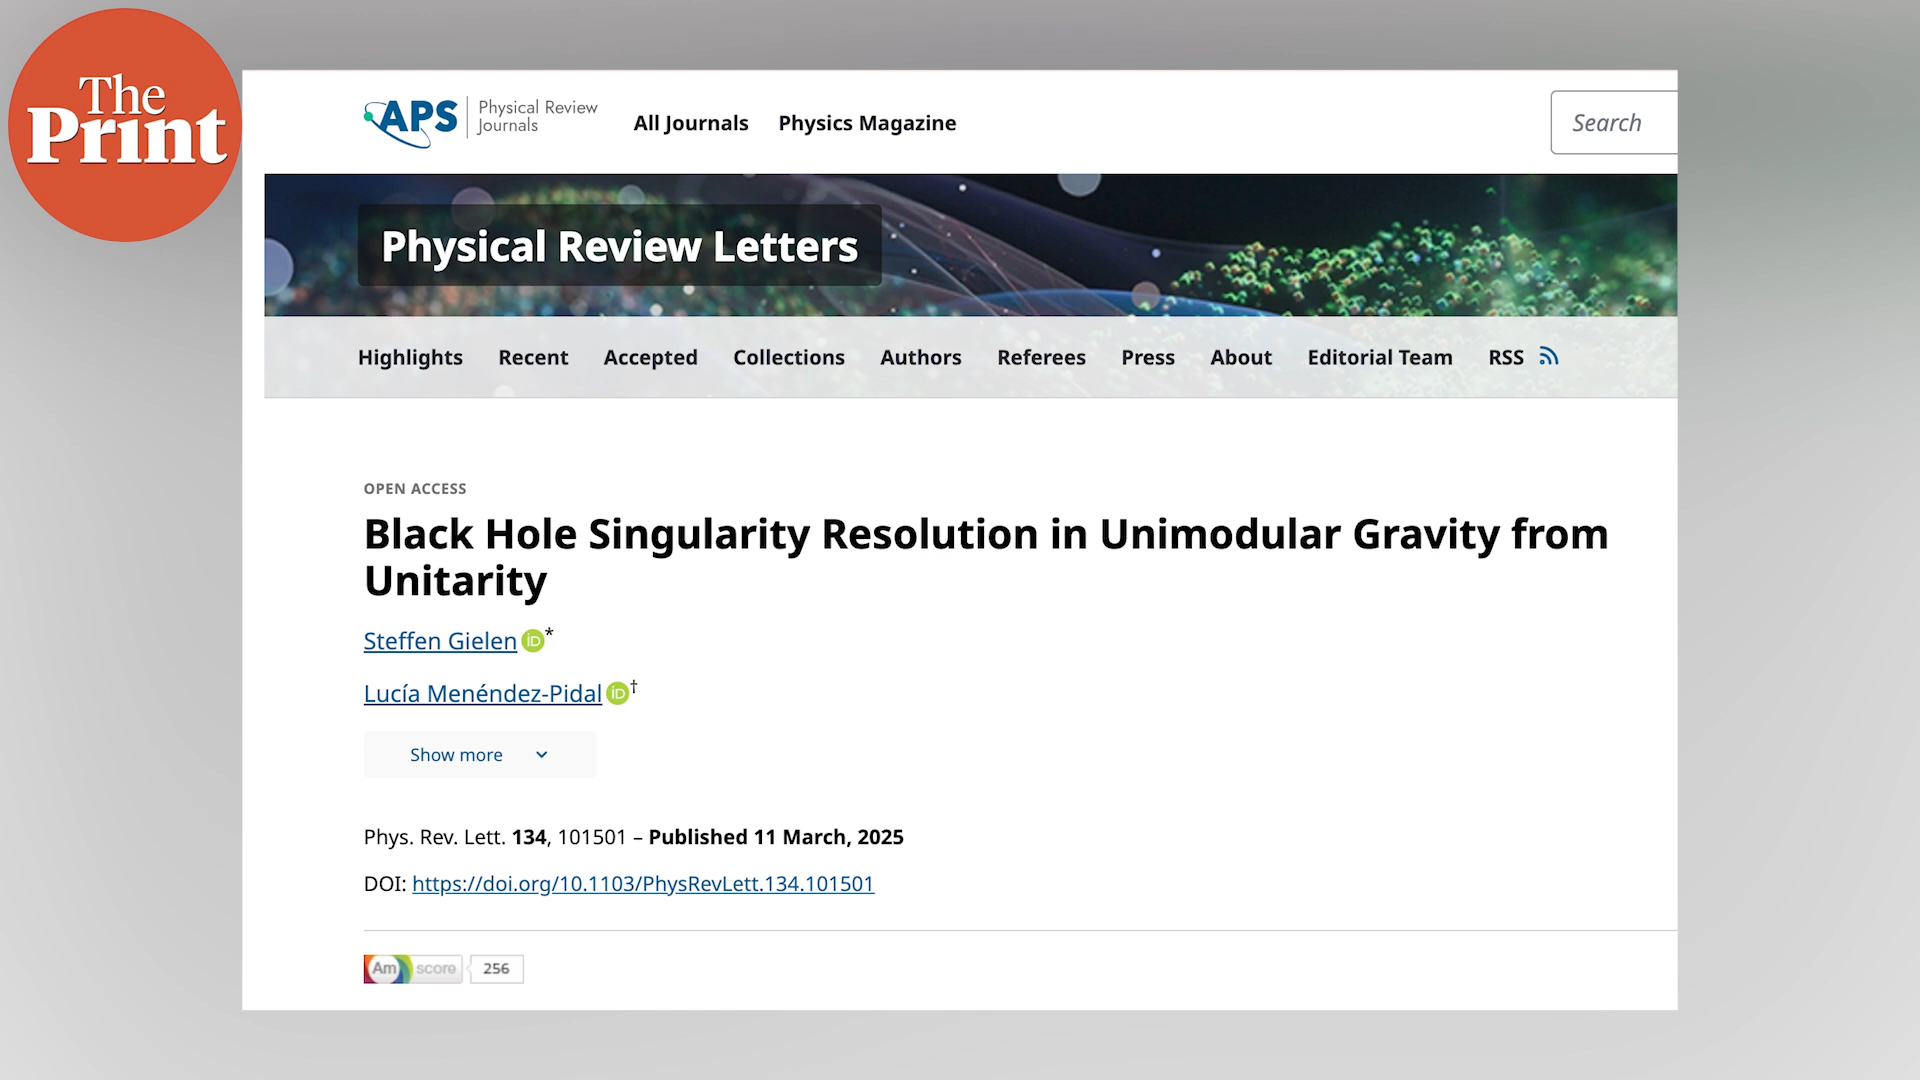 The
Print
APS
Physical Review
Journals
All Journals
Physics Magazine
Search
Physical Review Letters
Highlights Recent Accepted Collections Authors Referees Press About Editorial Team RSS
OPEN ACCESS
Black Hole Singularity Resolution in Unimodular Gravity from
Unitarity
Steffen Gielen iD*
Lucía Menéndez-Pidal iD†
Show more
Phys. Rev. Lett. 134, 101501 – Published 11 March, 2025
DOI: https://doi.org/10.1103/PhysRevLett.134.101501
Am score 256